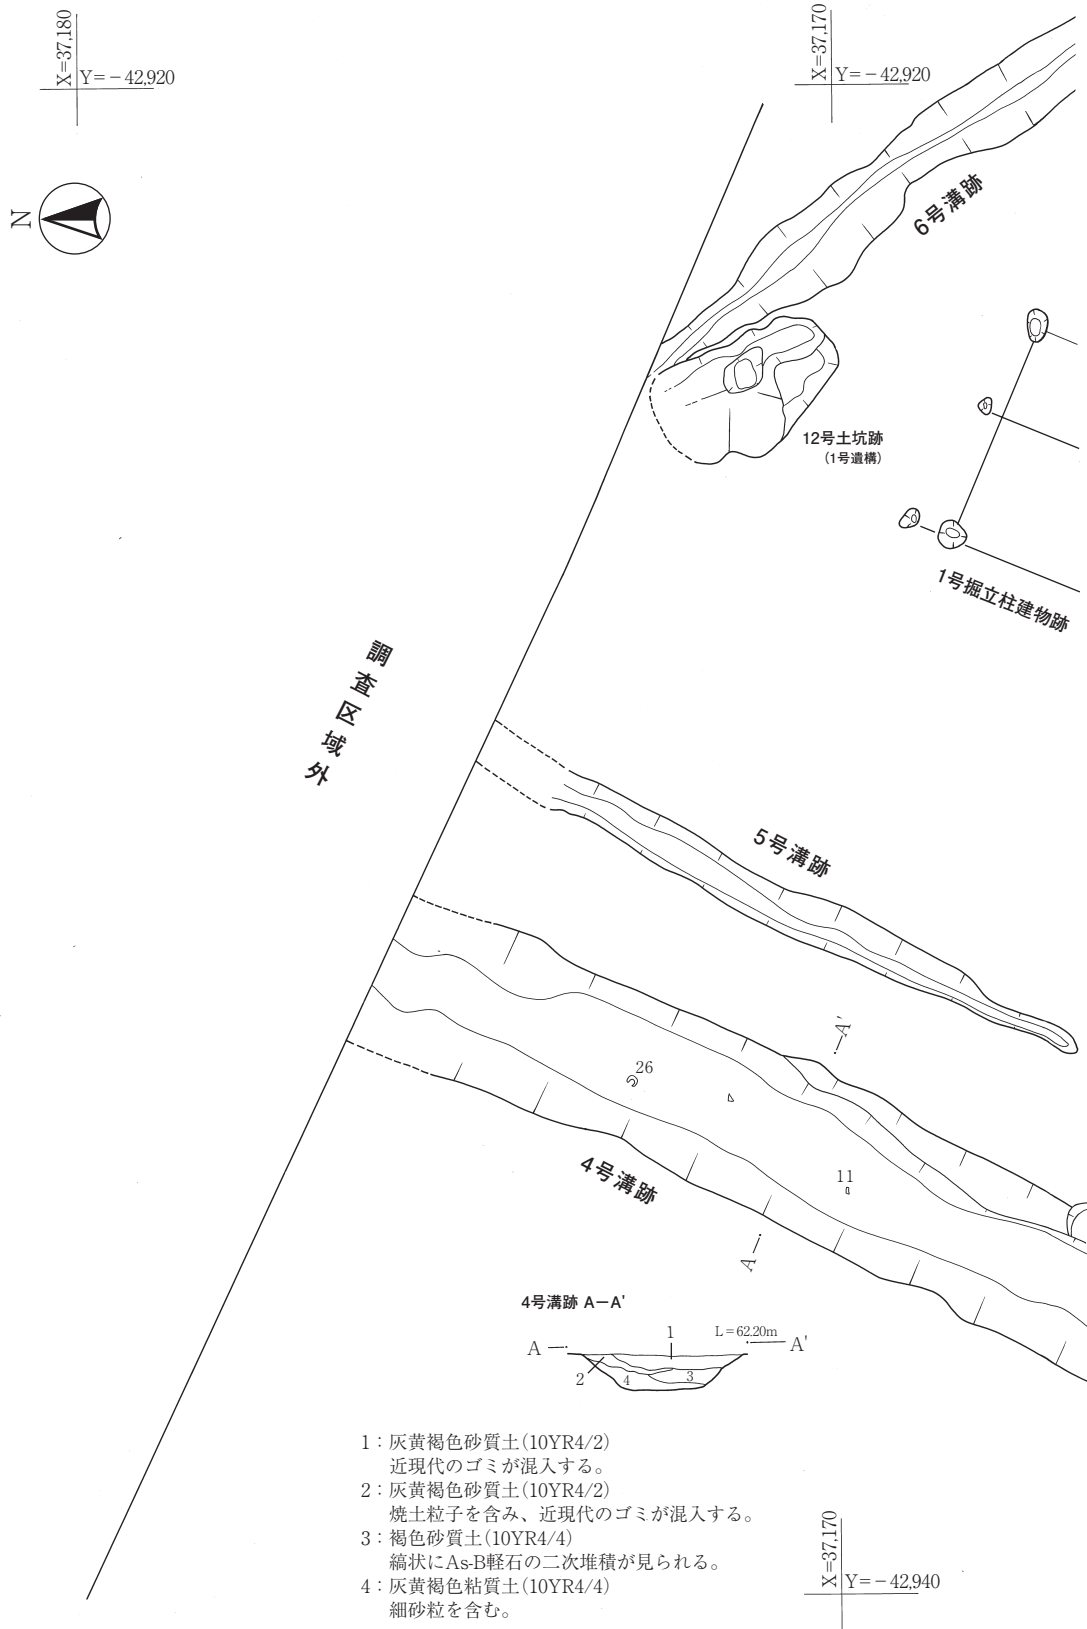 X=37,180
Y=－42,920
X=37,170
Y=－42,920
N
6号溝跡
12号土坑跡
(1号遺構)
1号掘立柱建物跡
調査区域外
5号溝跡
A'
26
11
4号溝跡
A
4号溝跡 A－A'
A
1
L＝62.20m
A'
2
4
3
1：灰黄褐色砂質土(10YR4/2)
近現代のゴミが混入する。
2：灰黄褐色砂質土(10YR4/2)
焼土粒子を含み、近現代のゴミが混入する。
3：褐色砂質土(10YR4/4)
縞状にAs-B軽石の二次堆積が見られる。
4：灰黄褐色粘質土(10YR4/4)
細砂粒を含む。
X=37,170
Y=－42,940